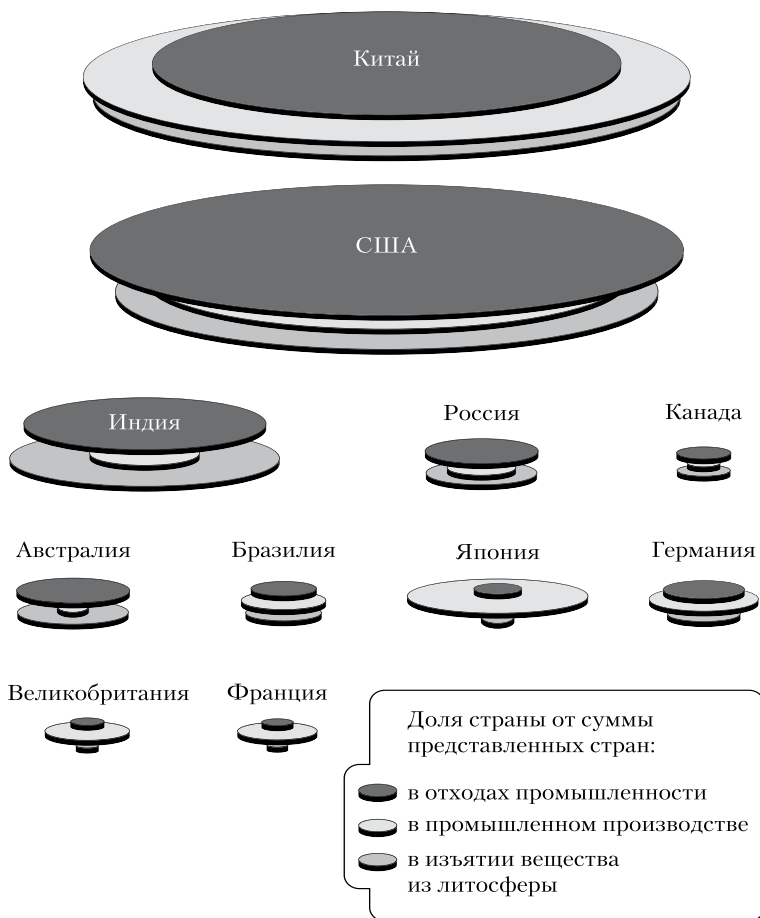 Китай
США
Индия
Россия
Канада
Австралия
Бразилия
Япония
Германия
Великобритания
Франция
Доля страны от суммы
представленных стран:
в отходах промышленности
в промышленном производстве
в изъятии вещества
из литосферы